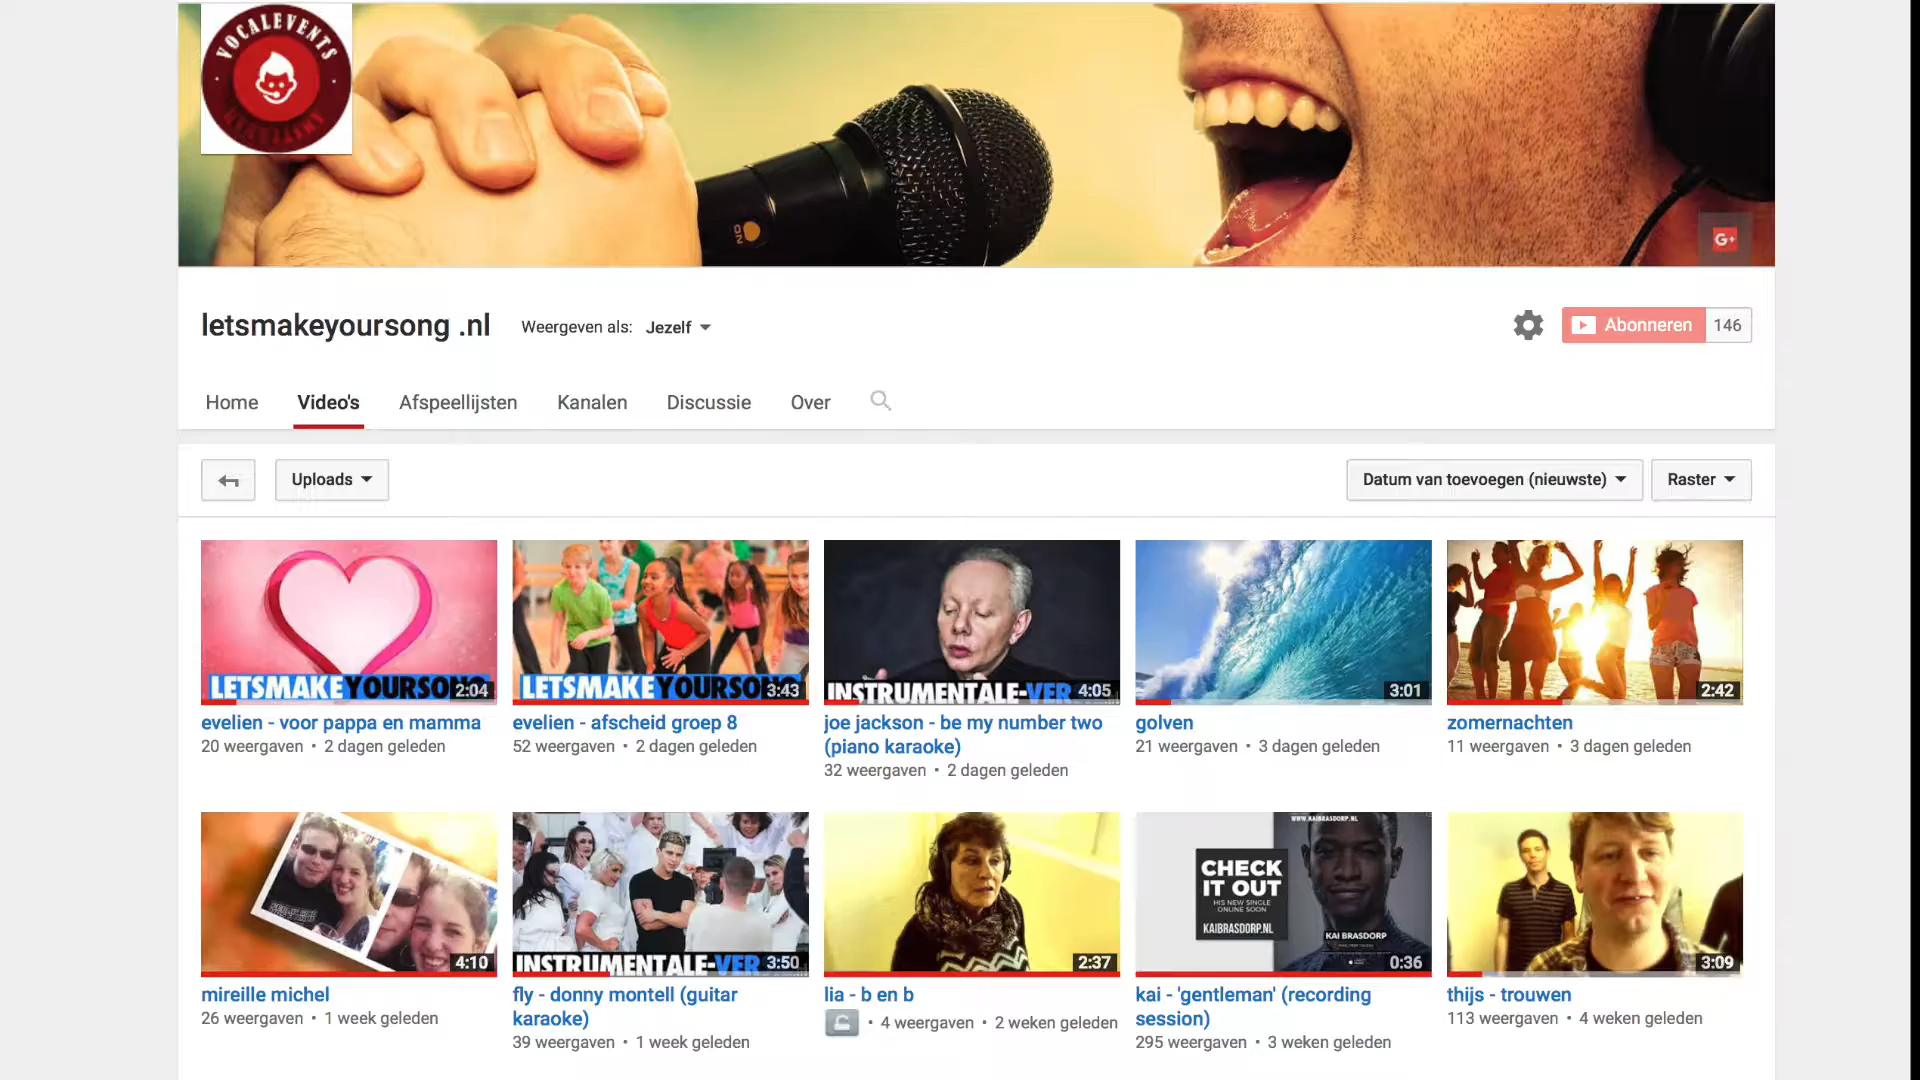 VOCALEVENTS
ON
G+
letsmakeyoursong .nl
Weergeven als: Jezelf
Abonneren 146
Home Video's Afspeellijsten Kanalen Discussie Over
Uploads
Datum van toevoegen (nieuwste)
Raster
LETSMAKEYOURSONG 2:04
evelien - voor pappa en mamma
20 weergaven • 2 dagen geleden
LETSMAKEYOURSONG 3:43
evelien - afscheid groep 8
52 weergaven • 2 dagen geleden
INSTRUMENTALE-VER 4:05
joe jackson - be my number two
(piano karaoke)
32 weergaven • 2 dagen geleden
3:01
golven
21 weergaven • 3 dagen geleden
2:42
zomernachten
11 weergaven • 3 dagen geleden
4:10
mireille michel
26 weergaven • 1 week geleden
INSTRUMENTALE-VER 3:50
fly - donny montell (guitar
karaoke)
39 weergaven • 1 week geleden
2:37
lia - b en b
• 4 weergaven • 2 weken geleden
WWW.KAIBRASDORP.NL
CHECK
IT OUT
HIS NEW SINGLE
ONLINE SOON
KAIBRASDORP.NL
KAI BRASDORP
0:36
kai - 'gentleman' (recording
session)
295 weergaven • 3 weken geleden
3:09
thijs - trouwen
113 weergaven • 4 weken geleden